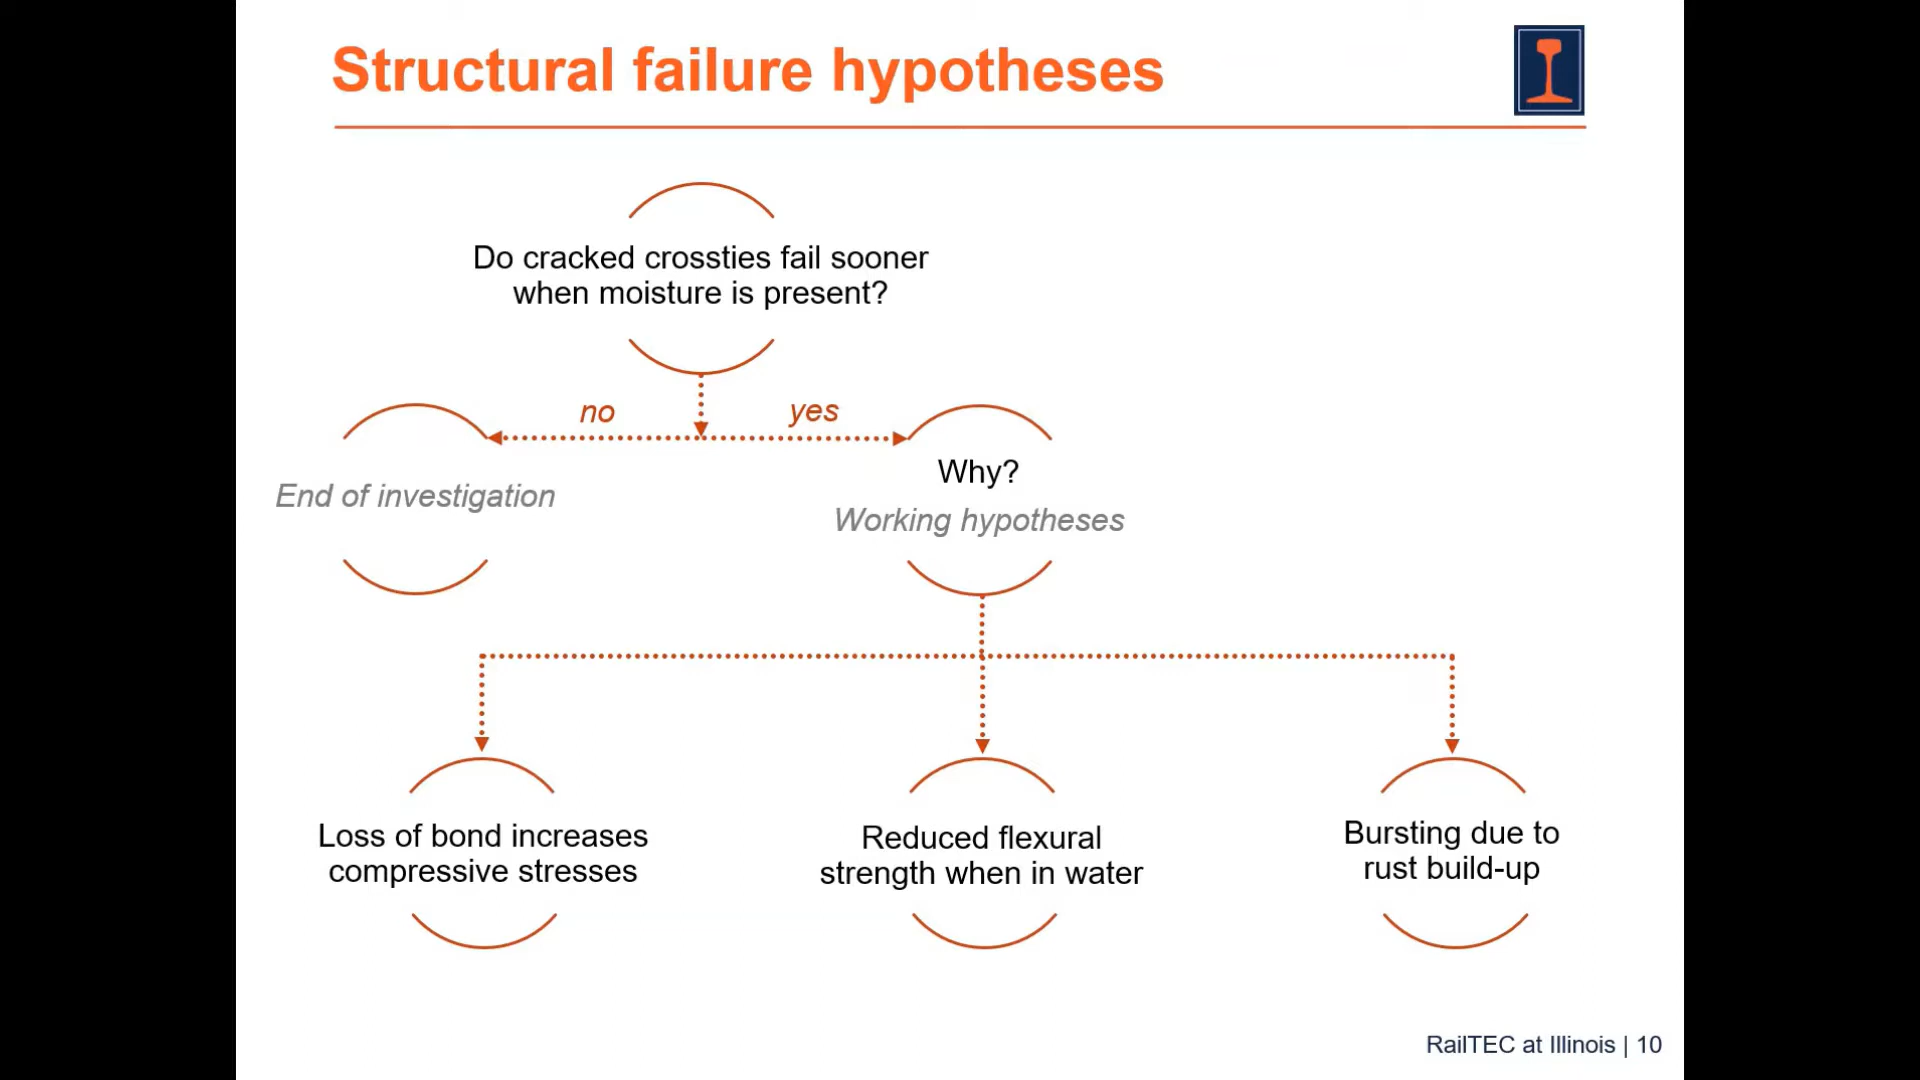 Structural failure hypotheses
Do cracked crossties fail sooner
when moisture is present?
no
yes
End of investigation
Why?
Working hypotheses
Loss of bond increases
compressive stresses
Reduced flexural
strength when in water
Bursting due to
rust build-up
RailTEC at Illinois | 10